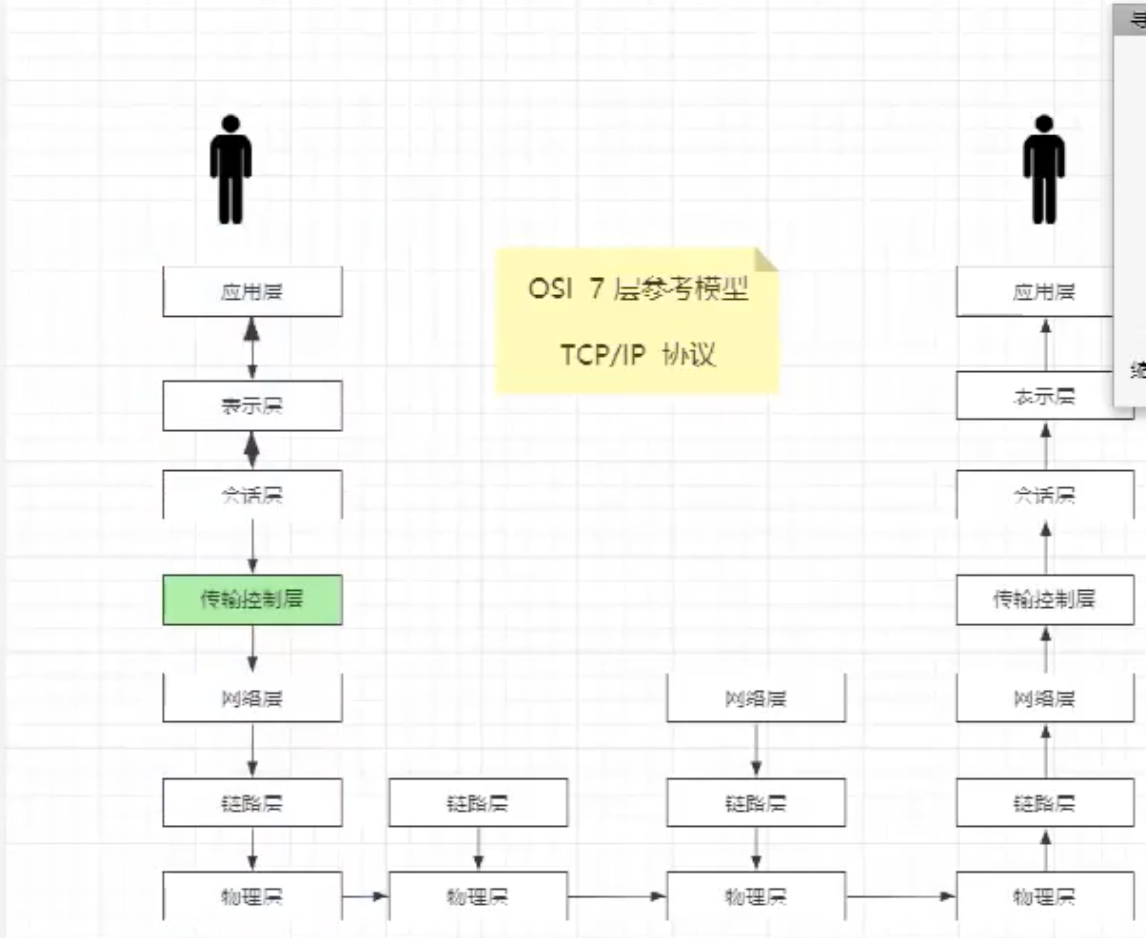 应用层
OSI 7 层参考模型
应用层
TCP/IP 协议
表示层
表示层
会话层
会话层
传输控制层
传输控制层
网络层
网络层
网络层
链路层
链路层
链路层
链路层
物理层
物理层
物理层
物理层